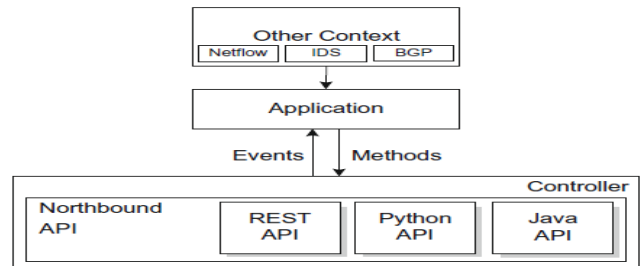 Other Context
Netflow IDS BGP
Application
Events Methods
Controller
Northbound
API
REST
API
Python
API
Java
API